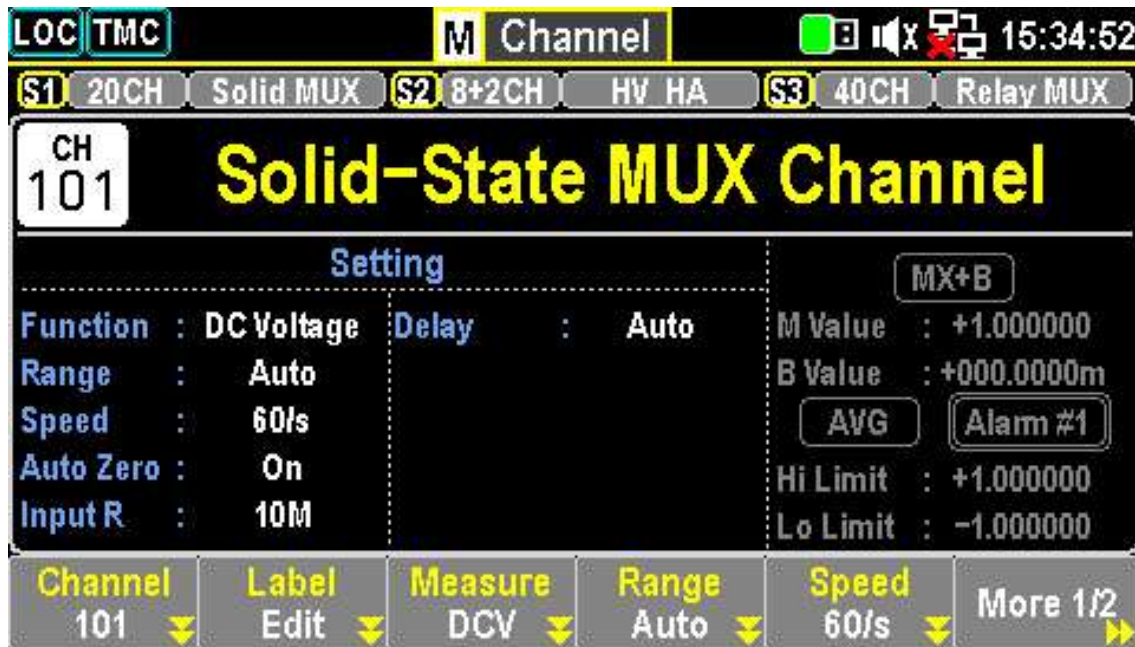 LOC TMC M Channel 15:34:52
S1 20CH Solid MUX S2 8+2CH HV HA S3 40CH Relay MUX
CH
101
Solid-State MUX Channel
Setting
MX+B
Function : DC Voltage Delay : Auto M Value : +1.000000
Range : Auto B Value : +000.0000m
Speed : 60/s AVG Alarm #1
Auto Zero : On Hi Limit : +1.000000
Input R : 10M Lo Limit : -1.000000
Channel Label Measure Range Speed More 1/2
101 Edit DCV Auto 60/s